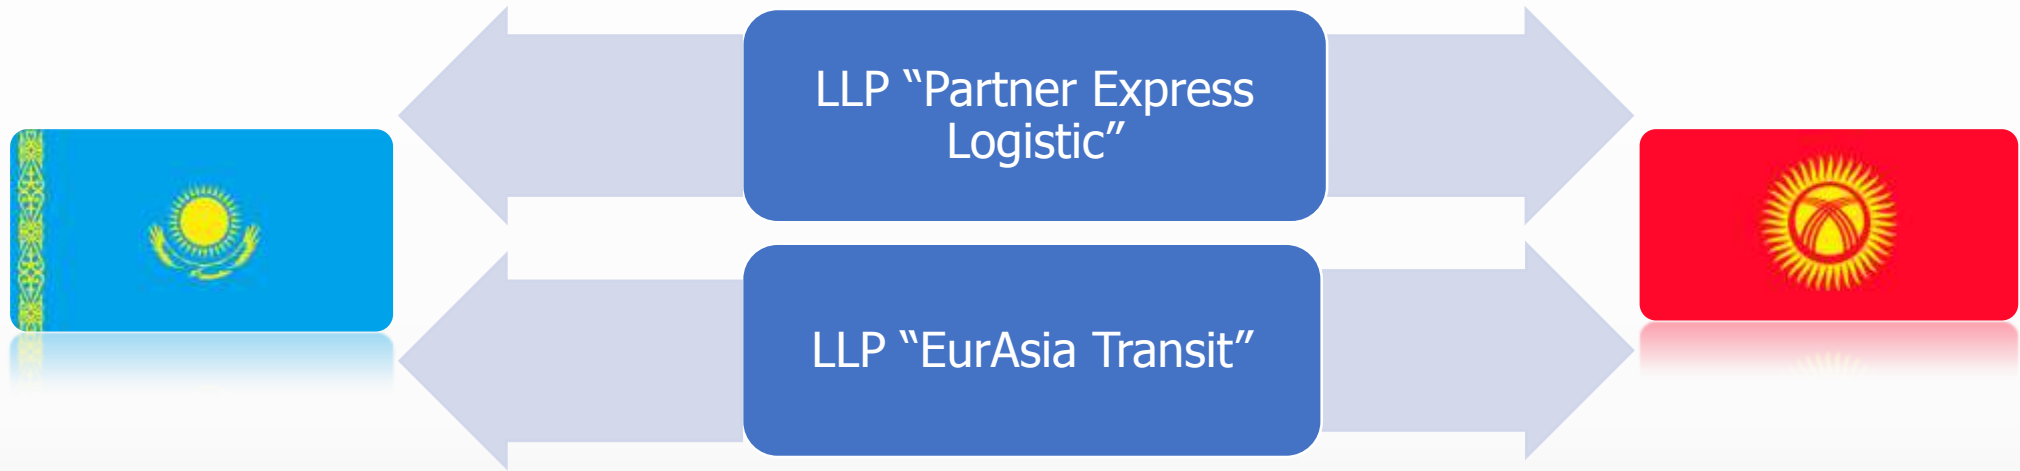 LLP “Partner Express
Logistic”
LLP “EurAsia Transit”